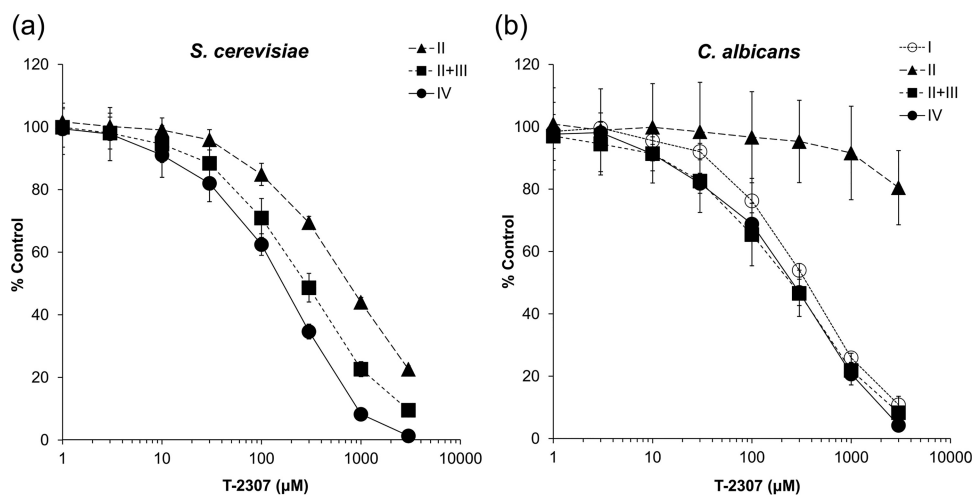 (a)
S. cerevisiae
II
II+III
IV
120
100
80
60
40
20
0
% Control
1
10
100
1000
10000
T-2307 (µM)
(b)
C. albicans
I
II
II+III
IV
120
100
80
60
40
20
0
% Control
1
10
100
1000
10000
T-2307 (µM)